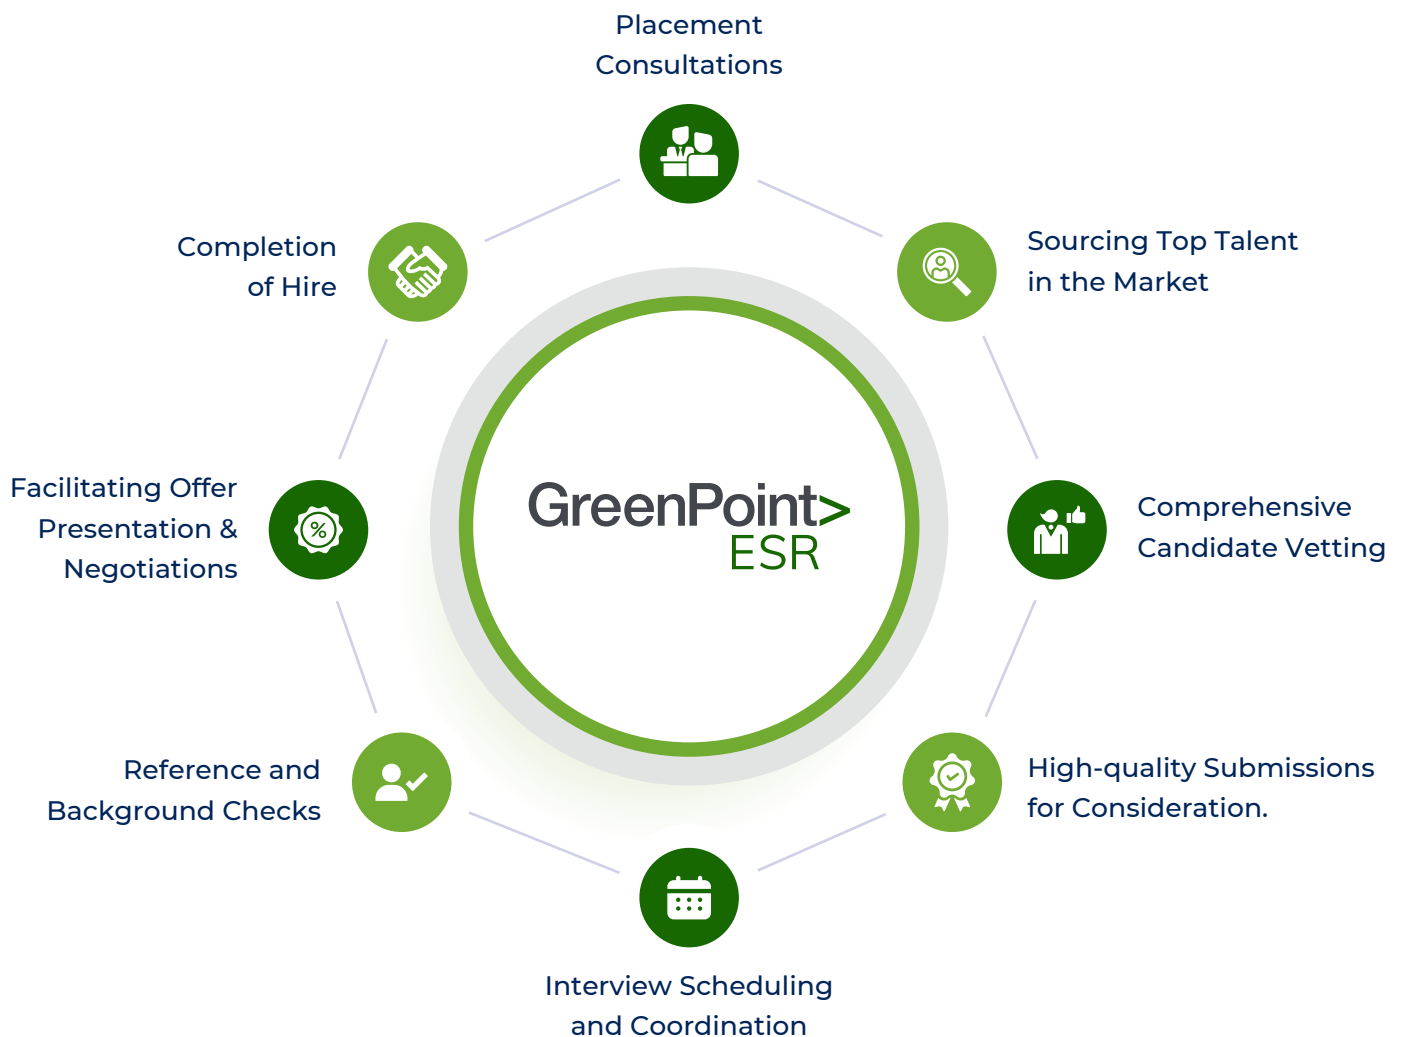 Placement
Consultations
Sourcing Top Talent
in the Market
Comprehensive
Candidate Vetting
High-quality Submissions
for Consideration.
Interview Scheduling
and Coordination
Reference and
Background Checks
Facilitating Offer
Presentation &
Negotiations
Completion
of Hire
GreenPoint>
ESR
%